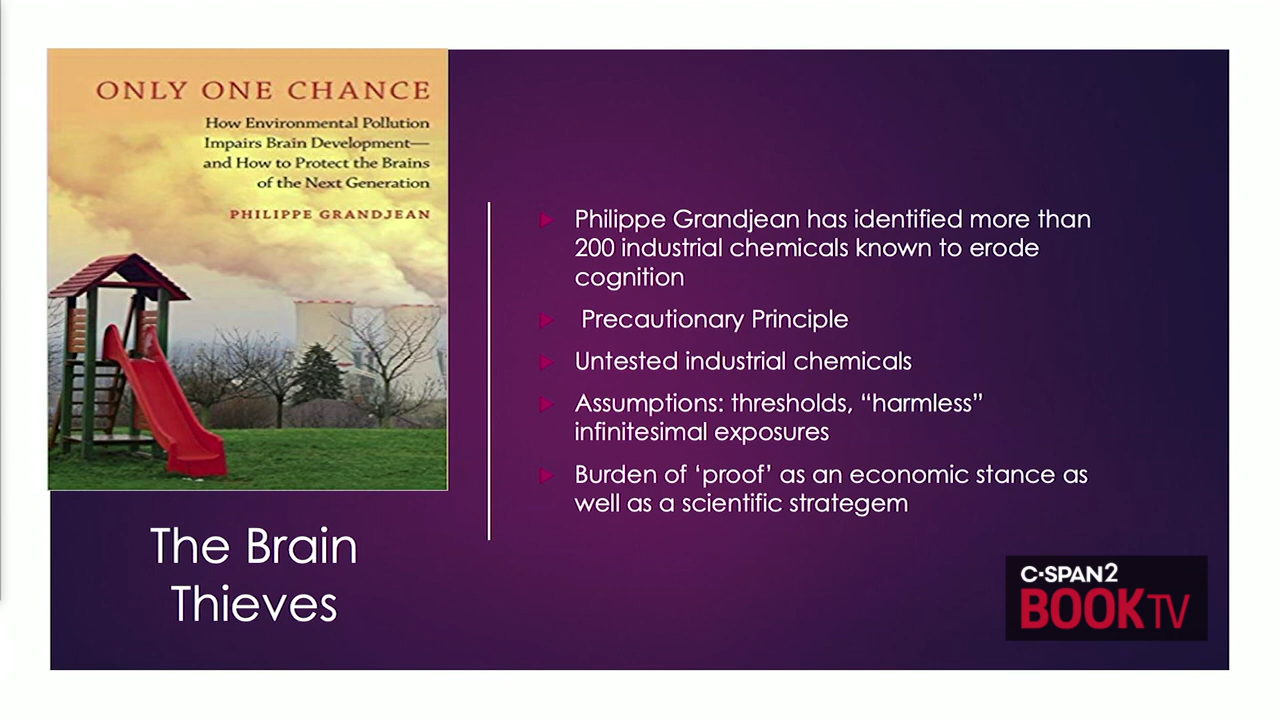 ONLY ONE CHANCE
How Environmental Pollution
Impairs Brain Development—
and How to Protect the Brains
of the Next Generation
PHILIPPE GRANDJEAN
The Brain
Thieves
Philippe Grandjean has identified more than
200 industrial chemicals known to erode
cognition
Precautionary Principle
Untested industrial chemicals
Assumptions: thresholds, “harmless”
infinitesimal exposures
Burden of ‘proof’ as an economic stance as
well as a scientific strategem
C-SPAN2
BOOKTV